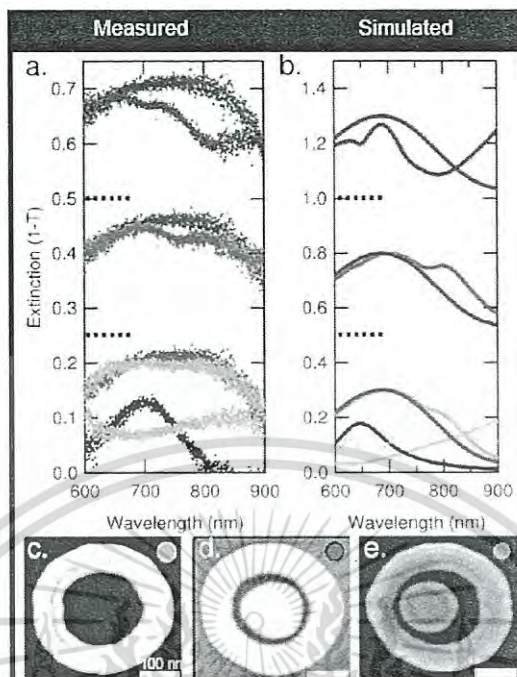 Measured Simulated
a. b.
0.7 1.4
0.6 1.2
0.5 1.0
0.4 0.8
0.3 0.6
0.2 0.4
0.1 0.2
0.0 0.0
Extinction (1-T)
600 700 800 900 600 700 800 900
Wavelength (nm) Wavelength (nm)
c. d. e.
100 nm